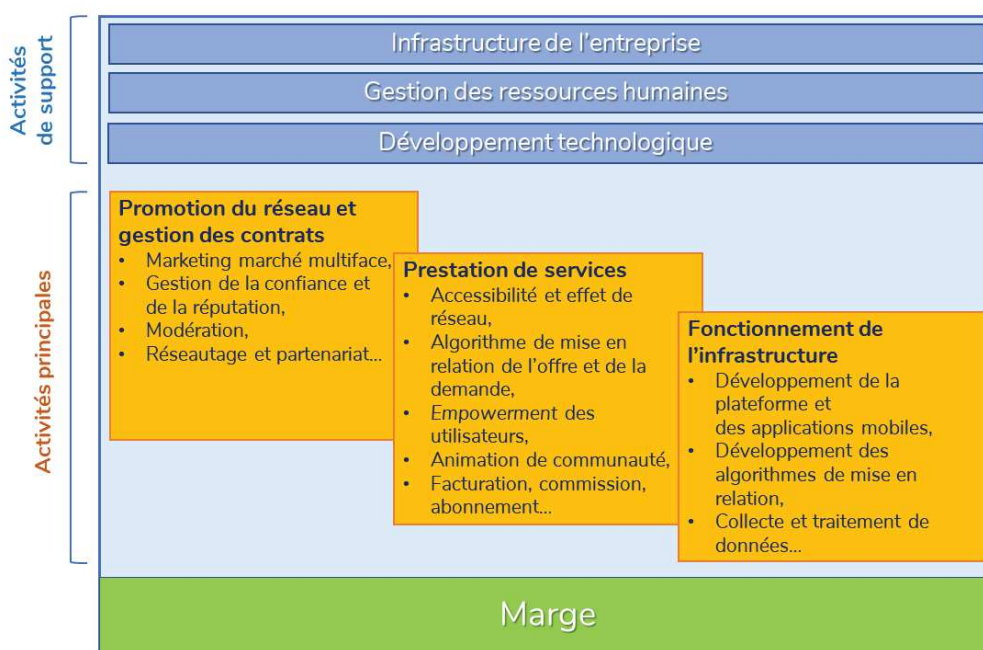 Activités
de support
Infrastructure de l'entreprise
Gestion des ressources humaines
Développement technologique
Activités principales
Promotion du réseau et
gestion des contrats
• Marketing marché multiface,
• Gestion de la confiance et
de la réputation,
• Modération,
• Réseautage et partenariat...
Prestation de services
• Accessibilité et effet de
réseau,
• Algorithme de mise en
relation de l'offre et de la
demande,
• Empowerment des
utilisateurs,
• Animation de communauté,
• Facturation, commission,
abonnement...
Fonctionnement de
l'infrastructure
• Développement de la
plateforme et
des applications mobiles,
• Développement des
algorithmes de mise en
relation,
• Collecte et traitement de
données...
Marge